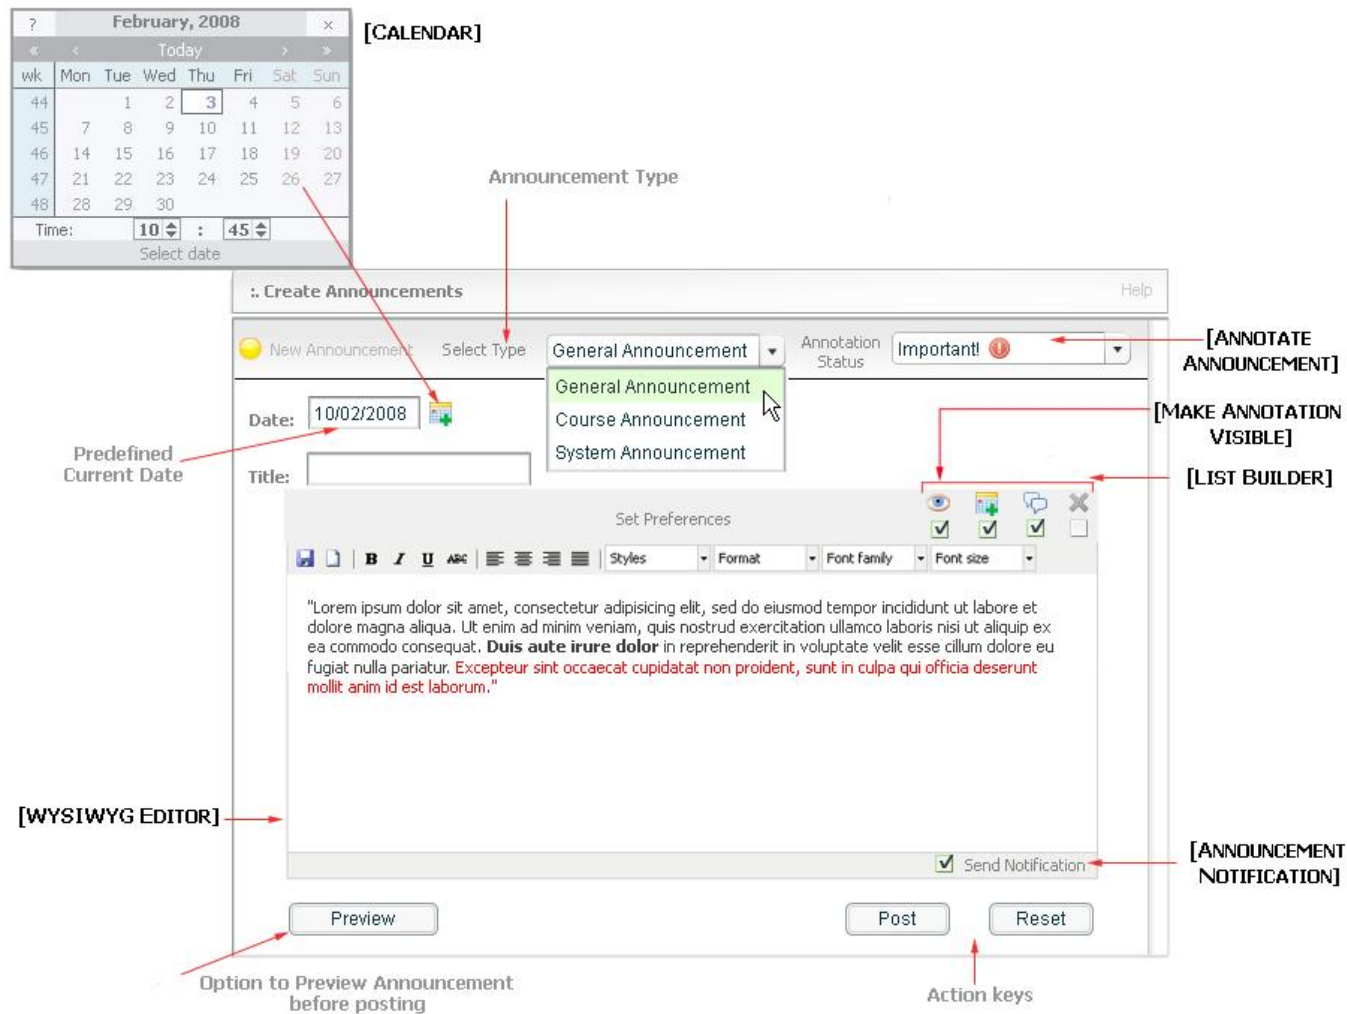 ? February, 2008 ×
« ‹ Today › »
wk Mon Tue Wed Thu Fri Sat Sun
44 1 2 3 4 5 6
45 7 8 9 10 11 12 13
46 14 15 16 17 18 19 20
47 21 22 23 24 25 26 27
48 28 29 30
Time: 10 : 45
Select date
[CALENDAR]
Announcement Type
:. Create Announcements Help
New Announcement Select Type General Announcement Annotation Status Important!
General Announcement
Course Announcement
System Announcement
[ANNOTATE
ANNOUNCEMENT]
Date: 10/02/2008
[MAKE ANNOTATION
VISIBLE]
Predefined
Current Date
Title:
[LIST BUILDER]
Set Preferences
B I U ABC Styles Format Font family Font size
"Lorem ipsum dolor sit amet, consectetur adipisicing elit, sed do eiusmod tempor incididunt ut labore et
dolore magna aliqua. Ut enim ad minim veniam, quis nostrud exercitation ullamco laboris nisi ut aliquip ex
ea commodo consequat. Duis aute irure dolor in reprehenderit in voluptate velit esse cillum dolore eu
fugiat nulla pariatur. Excepteur sint occaecat cupidatat non proident, sunt in culpa qui officia deserunt
mollit anim id est laborum."
[WYSIWYG EDITOR]
Send Notification
[ANNOUNCEMENT
NOTIFICATION]
Preview Post Reset
Option to Preview Announcement
before posting
Action keys